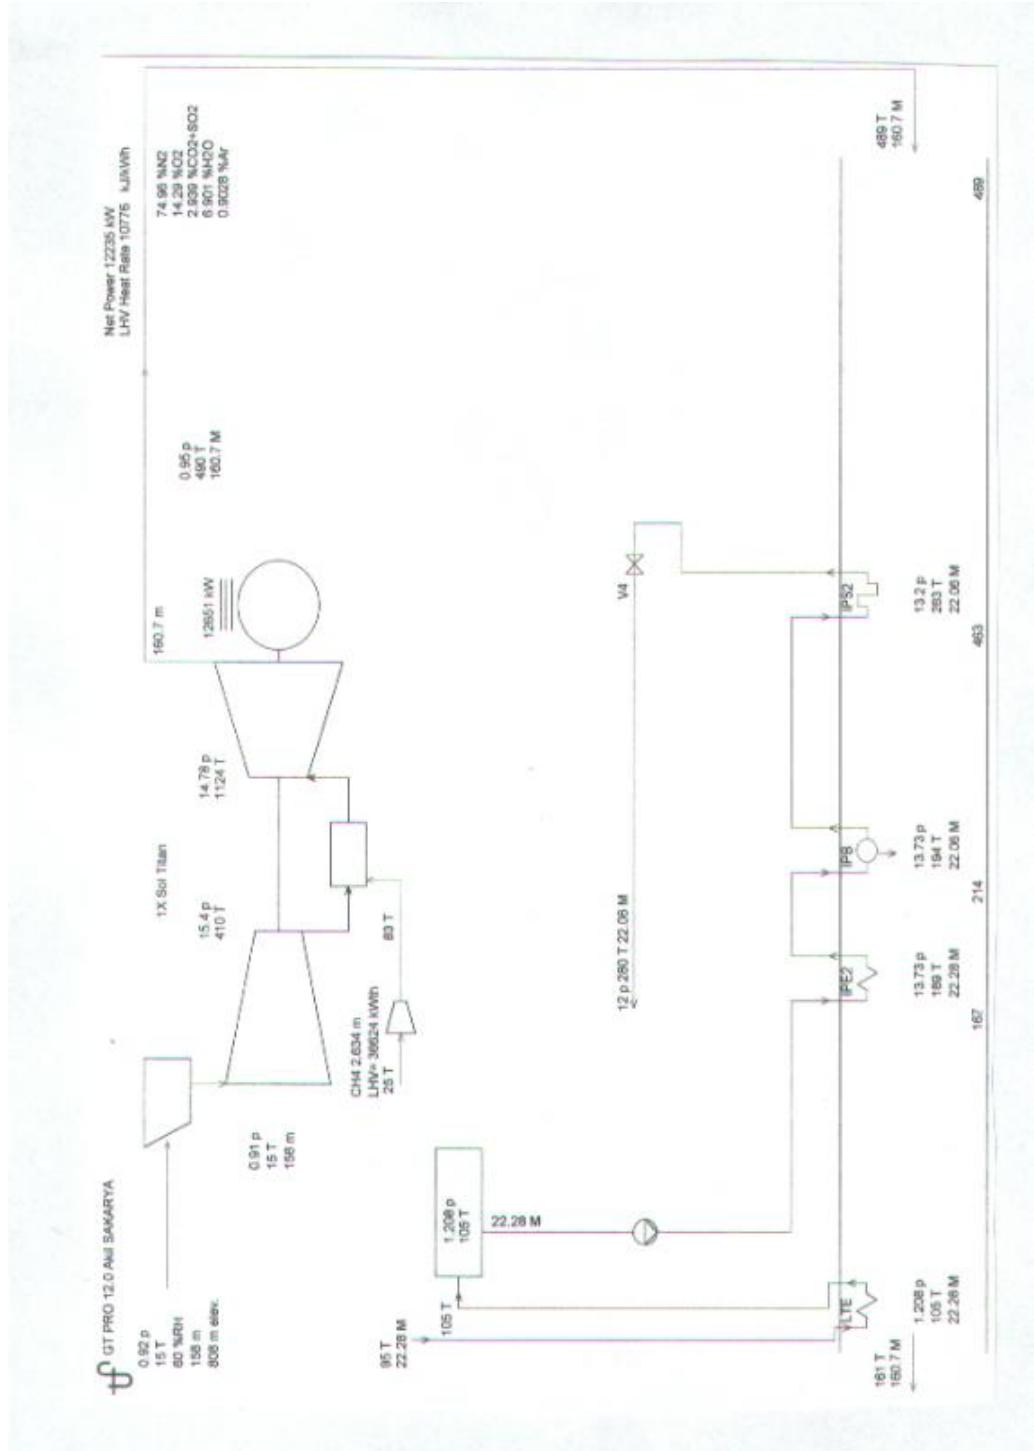 GT PRO 12.0 Akil SAKARYA
Net Power 12235 kW
LHV Heat Rate 10776 kJ/kWh
0.92 p
15 T
60 %RH
158 m
808 m elev.
1X Sol Titan
74.96 %N2
14.29 %O2
2.939 %CO2+SO2
6.901 %H2O
0.9028 %Ar
160.7 m
0.95 p
490 T
160.7 M
15.4 p
410 T
14.78 p
1124 T
12651 kW
0.91 p
15 T
158 m
CH4 2.634 m
LHV= 36624 kWth
25 T
83 T
95 T
22.28 M
105 T
1.208 p
105 T
22.28 M
12 p 280 T 22.06 M
V4
LTE
IPE2
IPB
IPS2
489 T
160.7 M
161 T
160.7 M
1.208 p
105 T
22.28 M
13.73 p
189 T
22.28 M
13.73 p
194 T
22.06 M
13.2 p
283 T
22.06 M
167
214
463
489